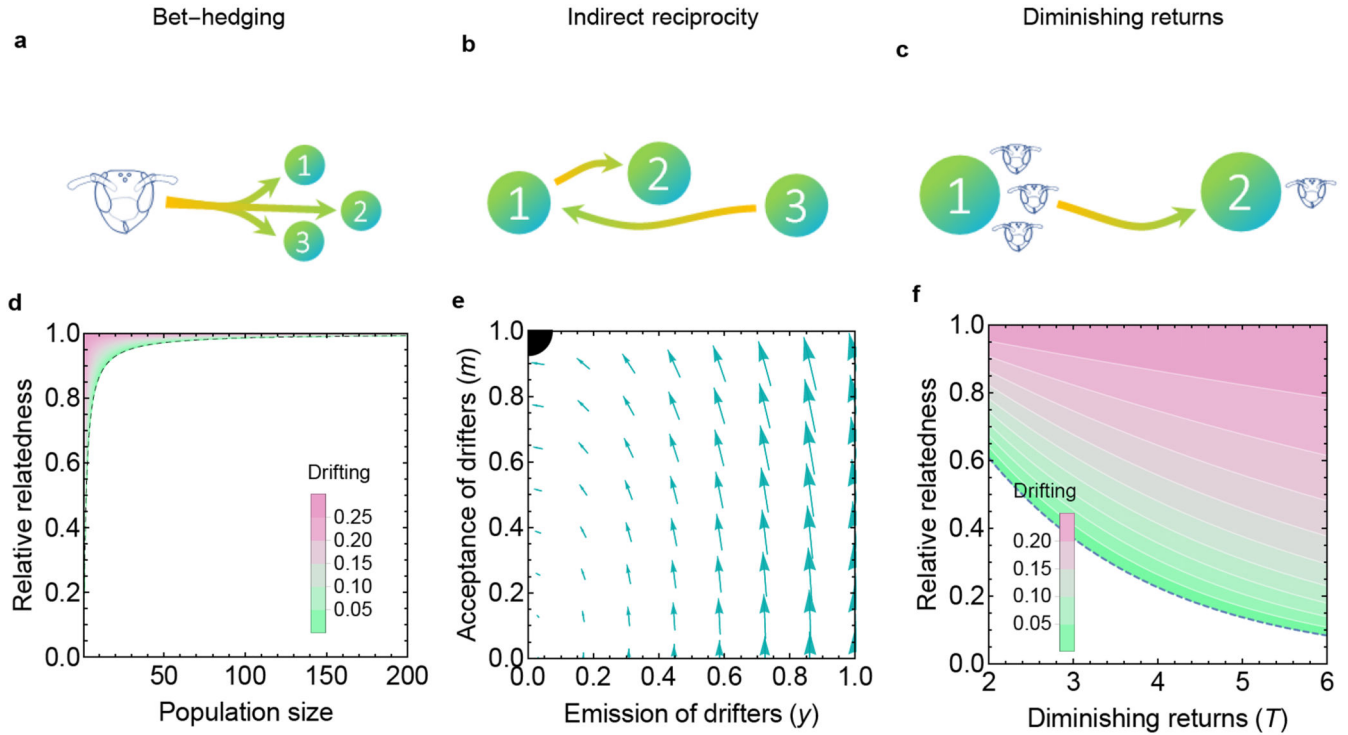 Bet-hedging
Indirect reciprocity
Diminishing returns
a
b
c
1
2
3
1
2
3
1
2
d
e
f
Relative relatedness
1.0
0.8
0.6
0.4
0.2
0.0
Drifting
0.25
0.20
0.15
0.10
0.05
50
100
150
200
Population size
Acceptance of drifters (m)
1.0
0.8
0.6
0.4
0.2
0.0
0.0
0.2
0.4
0.6
0.8
1.0
Emission of drifters (y)
Relative relatedness
1.0
0.8
0.6
0.4
0.2
0.0
Drifting
0.20
0.15
0.10
0.05
2
3
4
5
6
Diminishing returns (T)